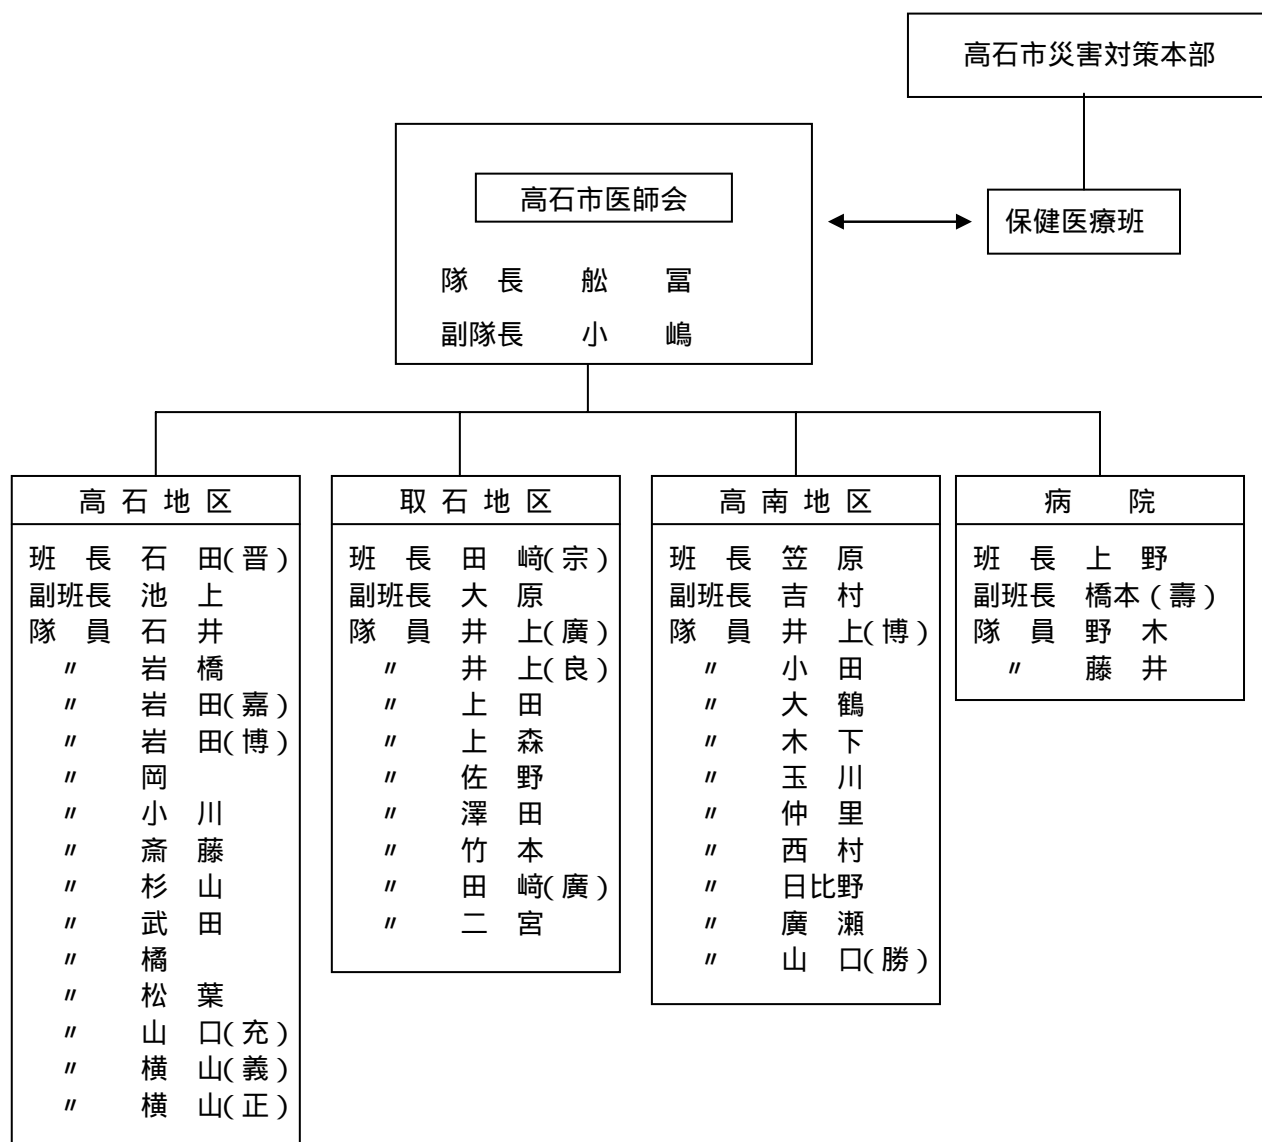 高石市災害対策本部
高石市医師会
保健医療班
隊　長　　舩　　冨
副隊長　　小　　嶋
高 石 地 区
班　長　石　田(晋)
副班長　池　上
隊　員　石　井
〃　岩　橋
〃　岩　田(嘉)
〃　岩　田(博)
〃　岡
〃　小　川
〃　斎　藤
〃　杉　山
〃　武　田
〃　橘
〃　松　葉
〃　山　口(充)
〃　横　山(義)
〃　横　山(正)
取 石 地 区
班　長　田　﨑(宗)
副班長　大　原
隊　員　井　上(廣)
〃　井　上(良)
〃　上　田
〃　上　森
〃　佐　野
〃　澤　田
〃　竹　本
〃　田　﨑(廣)
〃　二　宮
高 南 地 区
班　長　笠　原
副班長　吉　村
隊　員　井　上(博)
〃　小　田
〃　大　鶴
〃　木　下
〃　玉　川
〃　仲　里
〃　西　村
〃　日比野
〃　廣　瀬
〃　山　口(勝)
病　　院
班　長　上　野
副班長　橋本(壽)
隊　員　野　木
〃　藤　井